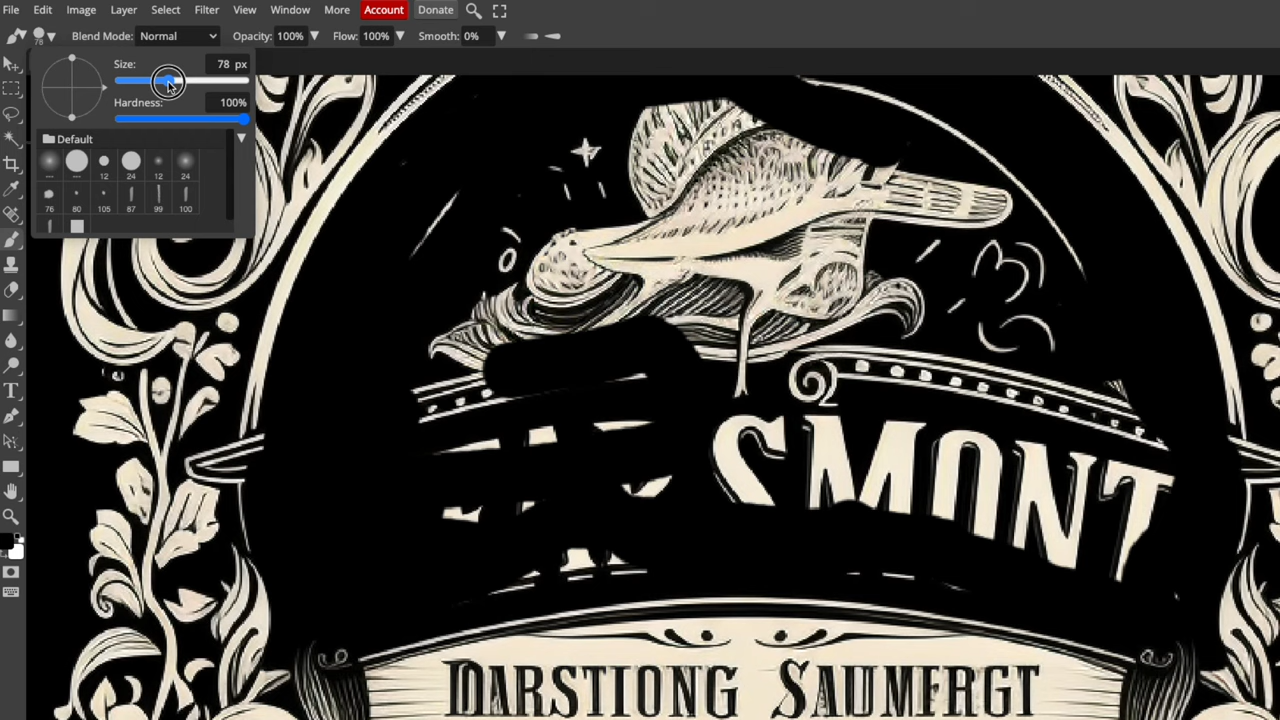 File Edit Image Layer Select Filter View Window More Account Donate
78 Blend Mode: Normal Opacity: 100% Flow: 100% Smooth: 0%
Size: 78 px
Hardness: 100%
Default
--- --- 12 24 12 24
76 80 105 87 99 100
SMONT
DARSTIONG SAUMFRGT